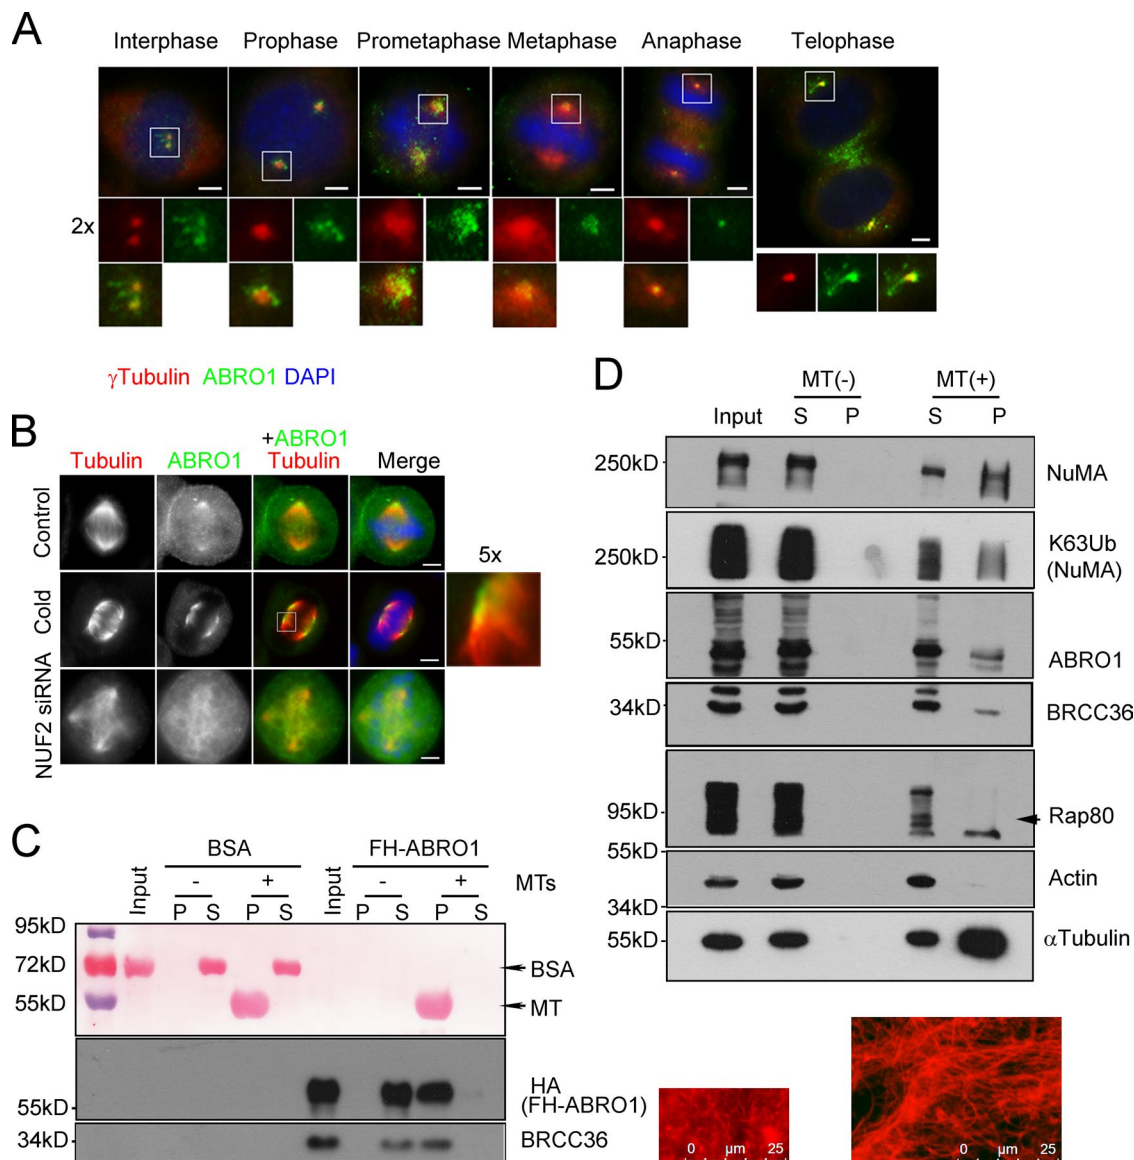 A
Interphase Prophase Prometaphase Metaphase Anaphase Telophase
2x
γTubulin ABRO1 DAPI
B
+ABRO1
Tubulin ABRO1 Tubulin Merge
Control
Cold
5x
NUF2 siRNA
C
BSA FH-ABRO1
Input - + Input - + MTs
P S P S P S P S
95kD
72kD
BSA
55kD
MT
HA
(FH-ABRO1)
55kD
34kD
BRCC36
D
MT(-) MT(+)
Input S P S P
250kD
NuMA
K63Ub
250kD
(NuMA)
55kD
ABRO1
34kD
BRCC36
95kD
Rap80
55kD
Actin
34kD
55kD
αTubulin
0 μm 25
0 μm 25